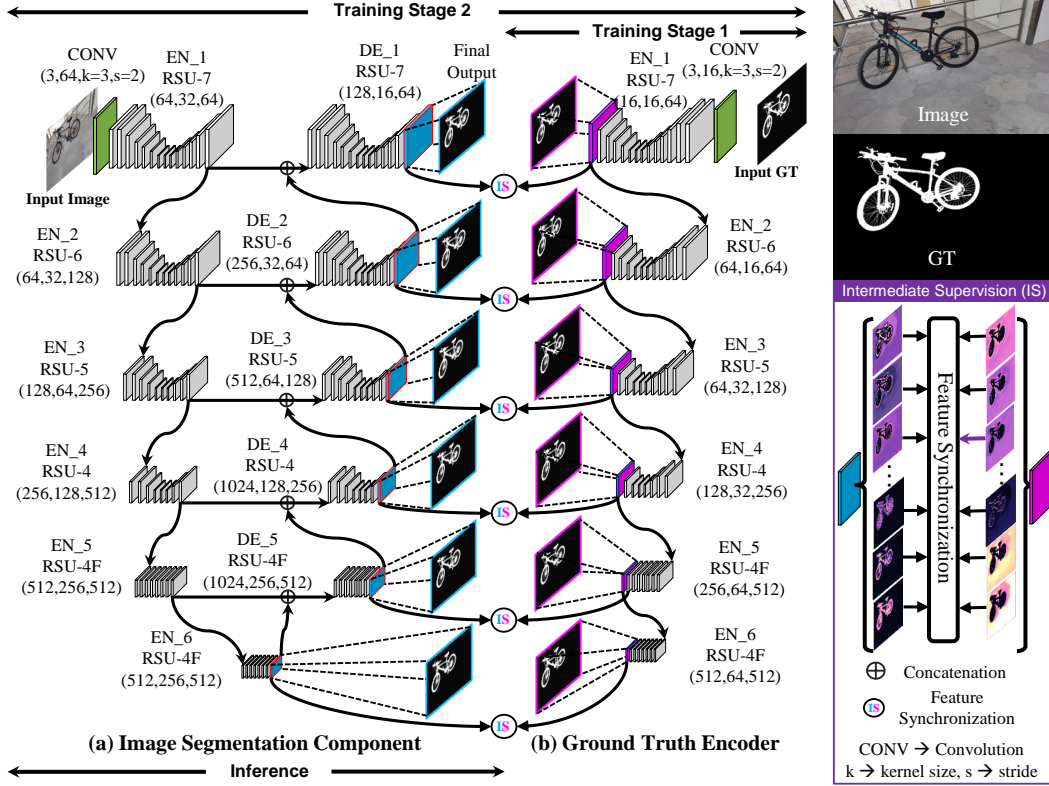 Training Stage 2
Training Stage 1
CONV
(3,64,k=3,s=2)
EN_1
RSU-7
(64,32,64)
DE_1
RSU-7
(128,16,64)
Final
Output
EN_1
RSU-7
(16,16,64)
CONV
(3,16,k=3,s=2)
Input Image
Input GT
IS
EN_2
RSU-6
(64,32,128)
DE_2
RSU-6
(256,32,64)
EN_2
RSU-6
(64,16,64)
IS
EN_3
RSU-5
(128,64,256)
DE_3
RSU-5
(512,64,128)
EN_3
RSU-5
(64,32,128)
IS
EN_4
RSU-4
(256,128,512)
DE_4
RSU-4
(1024,128,256)
EN_4
RSU-4
(128,32,256)
IS
EN_5
RSU-4F
(512,256,512)
DE_5
RSU-4F
(1024,256,512)
EN_5
RSU-4F
(256,64,512)
IS
EN_6
RSU-4F
(512,256,512)
EN_6
RSU-4F
(512,64,512)
IS
(a) Image Segmentation Component
(b) Ground Truth Encoder
Inference
Image
GT
Intermediate Supervision (IS)
Feature Synchronization
Concatenation
IS
Feature
Synchronization
CONV → Convolution
k → kernel size, s → stride